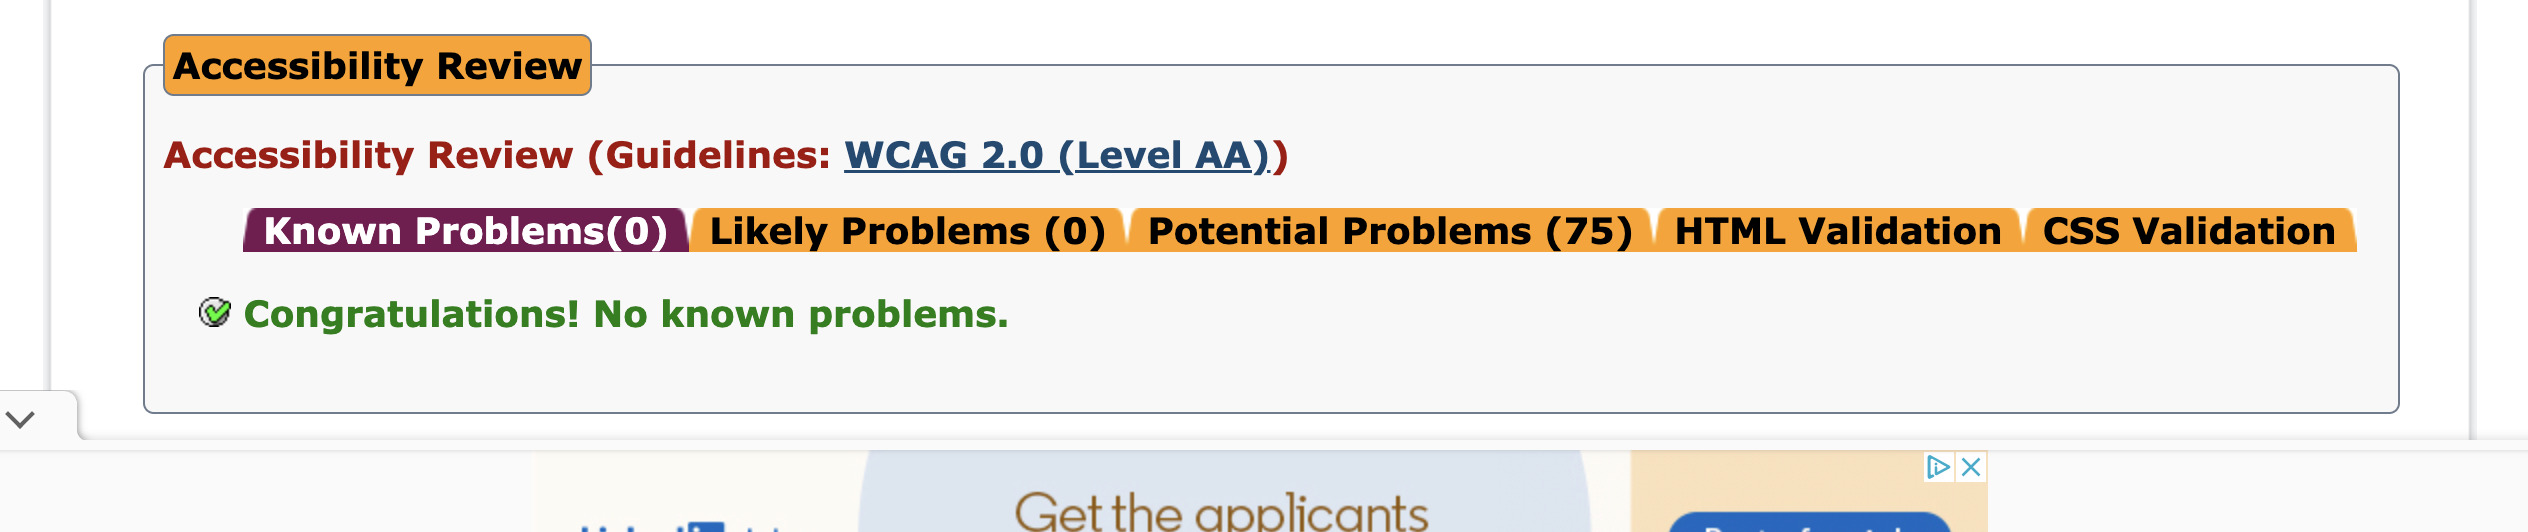 Accessibility Review
Accessibility Review (Guidelines: WCAG 2.0 (Level AA))
Known Problems(0) Likely Problems (0) Potential Problems (75) HTML Validation CSS Validation
Congratulations! No known problems.
Get the applicants